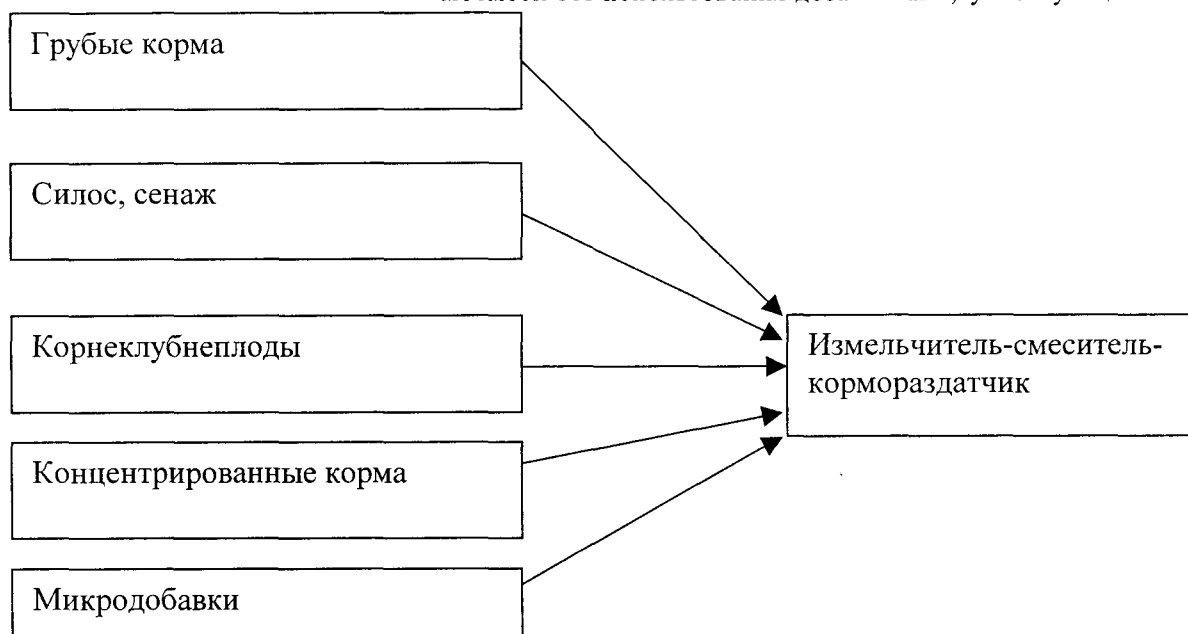 Грубые корма
Силос, сенаж
Корнеклубнеплоды
Концентрированные корма
Микродобавки
Измельчитель-смеситель-
кормораздатчик